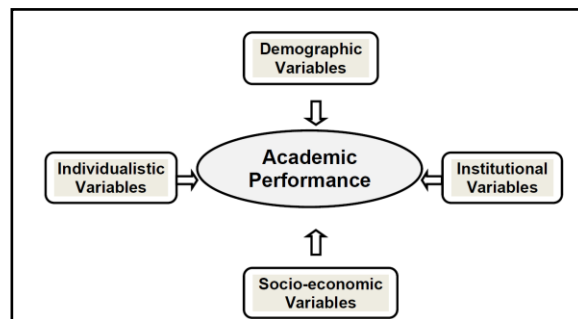 Demographic
Variables
Individualistic
Variables
Academic
Performance
Institutional
Variables
Socio-economic
Variables